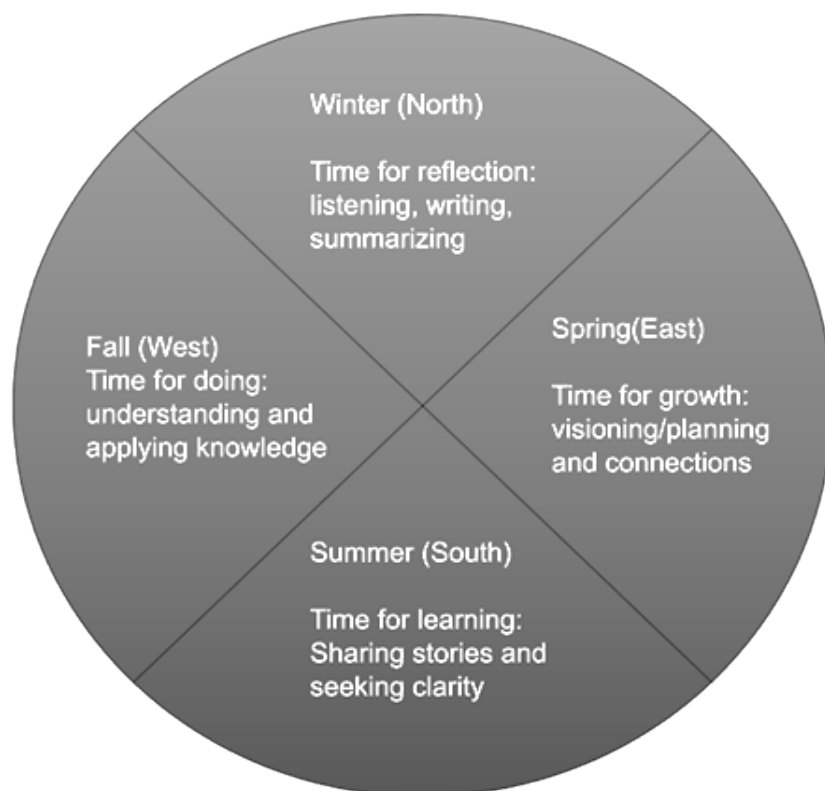 Winter (North)
Time for reflection:
listening, writing,
summarizing
Fall (West)
Time for doing:
understanding and
applying knowledge
Spring(East)
Time for growth:
visioning/planning
and connections
Summer (South)
Time for learning:
Sharing stories and
seeking clarity